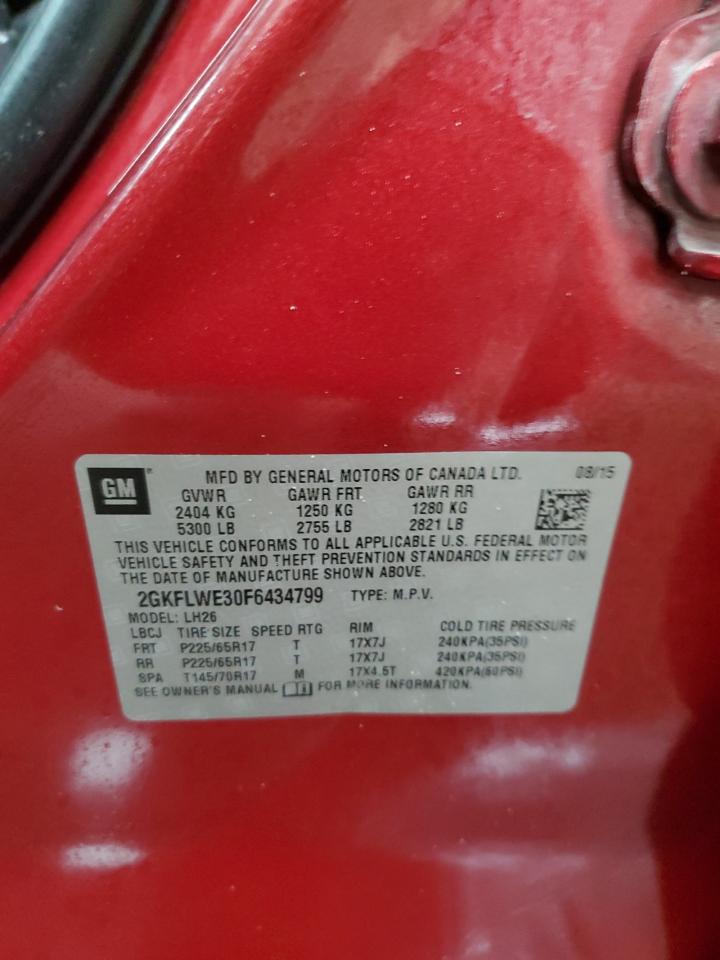 GM
MFD BY GENERAL MOTORS OF CANADA LTD. 08/15
GVWR GAWR FRT GAWR RR
2404 KG 1250 KG 1280 KG
5300 LB 2755 LB 2821 LB
THIS VEHICLE CONFORMS TO ALL APPLICABLE U.S. FEDERAL MOTOR
VEHICLE SAFETY AND THEFT PREVENTION STANDARDS IN EFFECT ON
THE DATE OF MANUFACTURE SHOWN ABOVE.
2GKFLWE30F6434799 TYPE: M.P.V.
MODEL: LH26
LBCJ TIRE SIZE SPEED RTG RIM COLD TIRE PRESSURE
FRT P225/65R17 T 17X7J 240KPA(35PSI)
RR P225/65R17 T 17X7J 240KPA(35PSI)
SPA T145/70R17 M 17X4.5T 420KPA(60PSI)
SEE OWNER'S MANUAL FOR MORE INFORMATION.